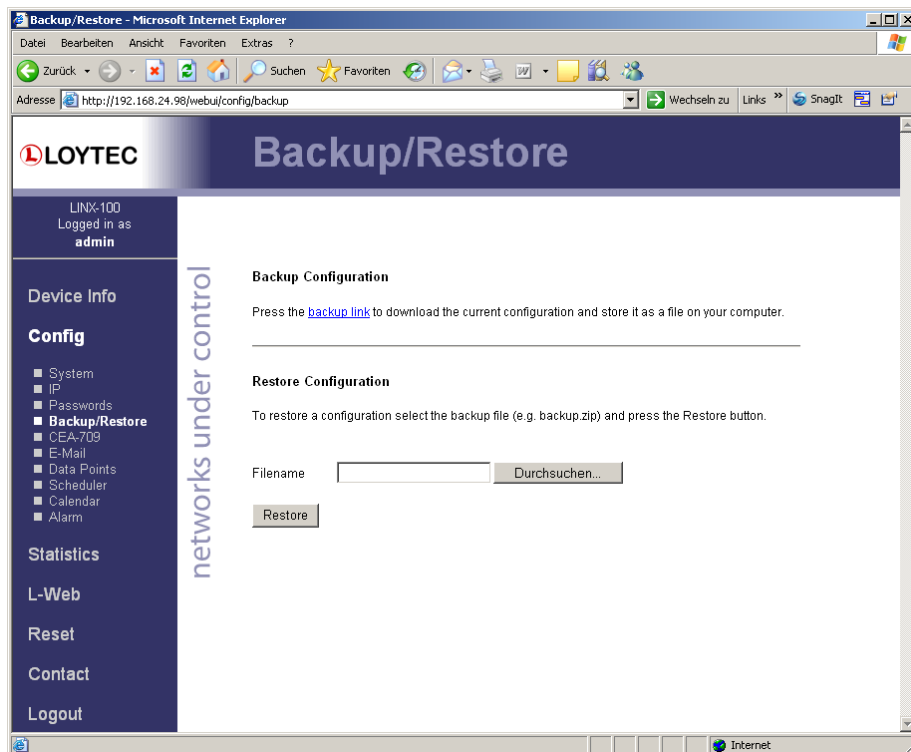 Backup/Restore - Microsoft Internet Explorer
Datei Bearbeiten Ansicht Favoriten Extras ?
Zurück Suchen Favoriten
Adresse http://192.168.24.98/webui/config/backup Wechseln zu Links » SnagIt
LOYTEC
Backup/Restore
LINX-100
Logged in as
admin
Device Info
Config
System
IP
Passwords
Backup/Restore
CEA-709
E-Mail
Data Points
Scheduler
Calendar
Alarm
Statistics
L-Web
Reset
Contact
Logout
networks under control
Backup Configuration
Press the backup link to download the current configuration and store it as a file on your computer.
Restore Configuration
To restore a configuration select the backup file (e.g. backup.zip) and press the Restore button.
Filename Durchsuchen...
Restore
Internet